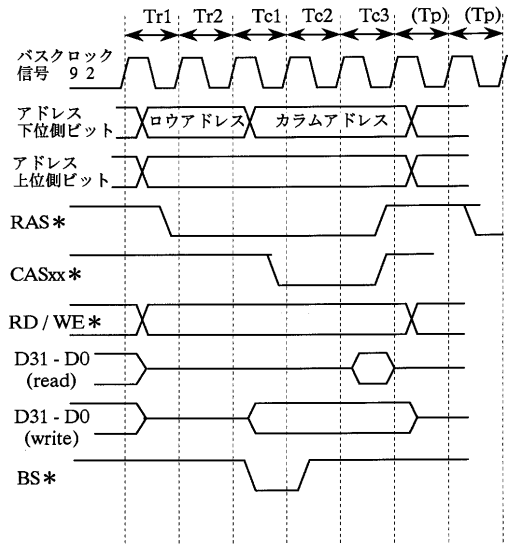 Tr1 Tr2 Tc1 Tc2 Tc3 (Tp) (Tp)
バスクロック
信号 92
アドレス
下位側ビット
ロウアドレス カラムアドレス
アドレス
上位側ビット
RAS*
CASxx*
RD / WE*
D31 - D0
(read)
D31 - D0
(write)
BS*